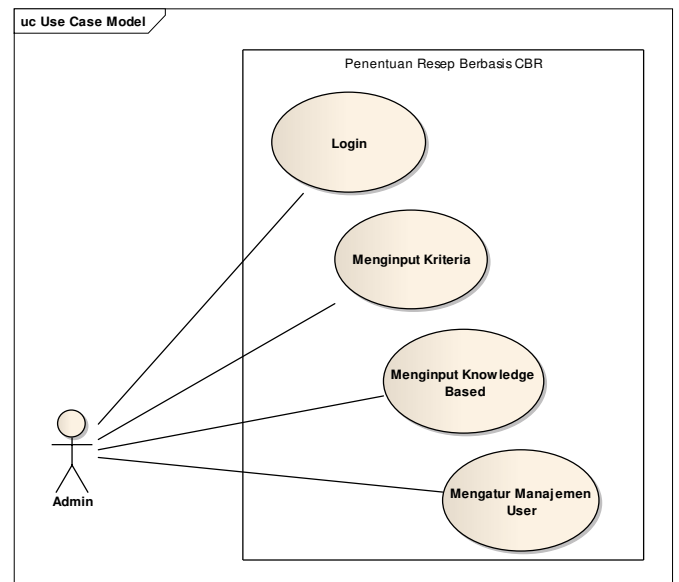 uc Use Case Model
Penentuan Resep Berbasis CBR
Login
Menginput Kriteria
Menginput Knowledge
Based
Mengatur Manajemen
User
Admin